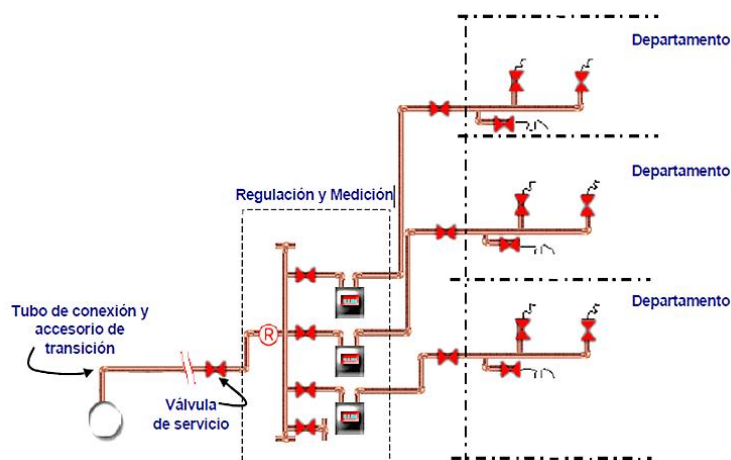 Departamento
Departamento
Regulación y Medición
Departamento
Tubo de conexión y
accesorio de
transición
R
Válvula
de servicio